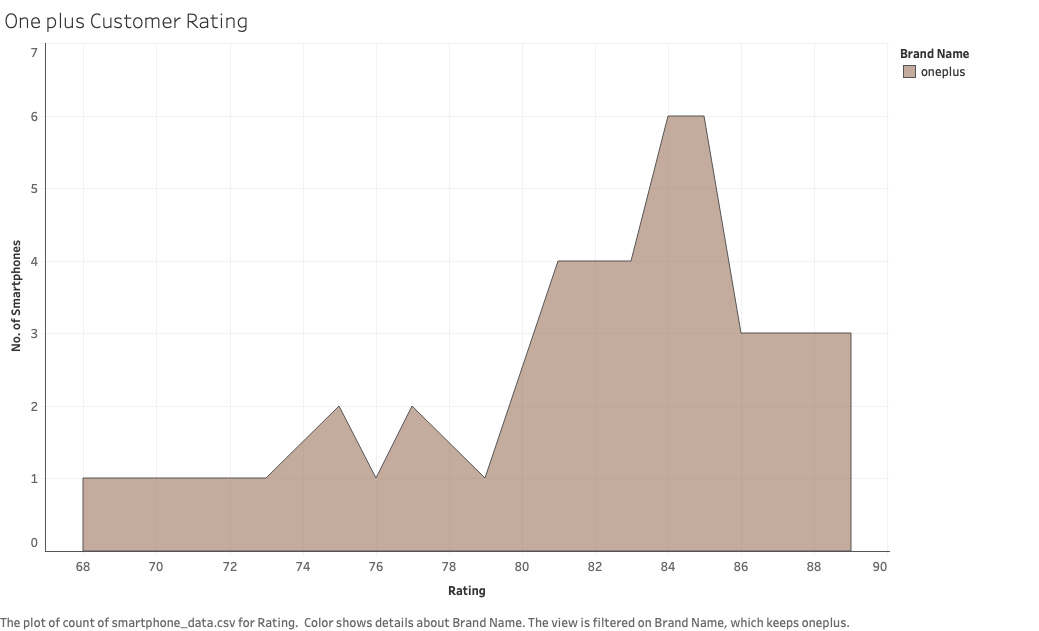 One plus Customer Rating
Brand Name
oneplus
7
6
5
4
3
2
1
0
No. of Smartphones
68 70 72 74 76 78 80 82 84 86 88 90
Rating
The plot of count of smartphone_data.csv for Rating. Color shows details about Brand Name. The view is filtered on Brand Name, which keeps oneplus.